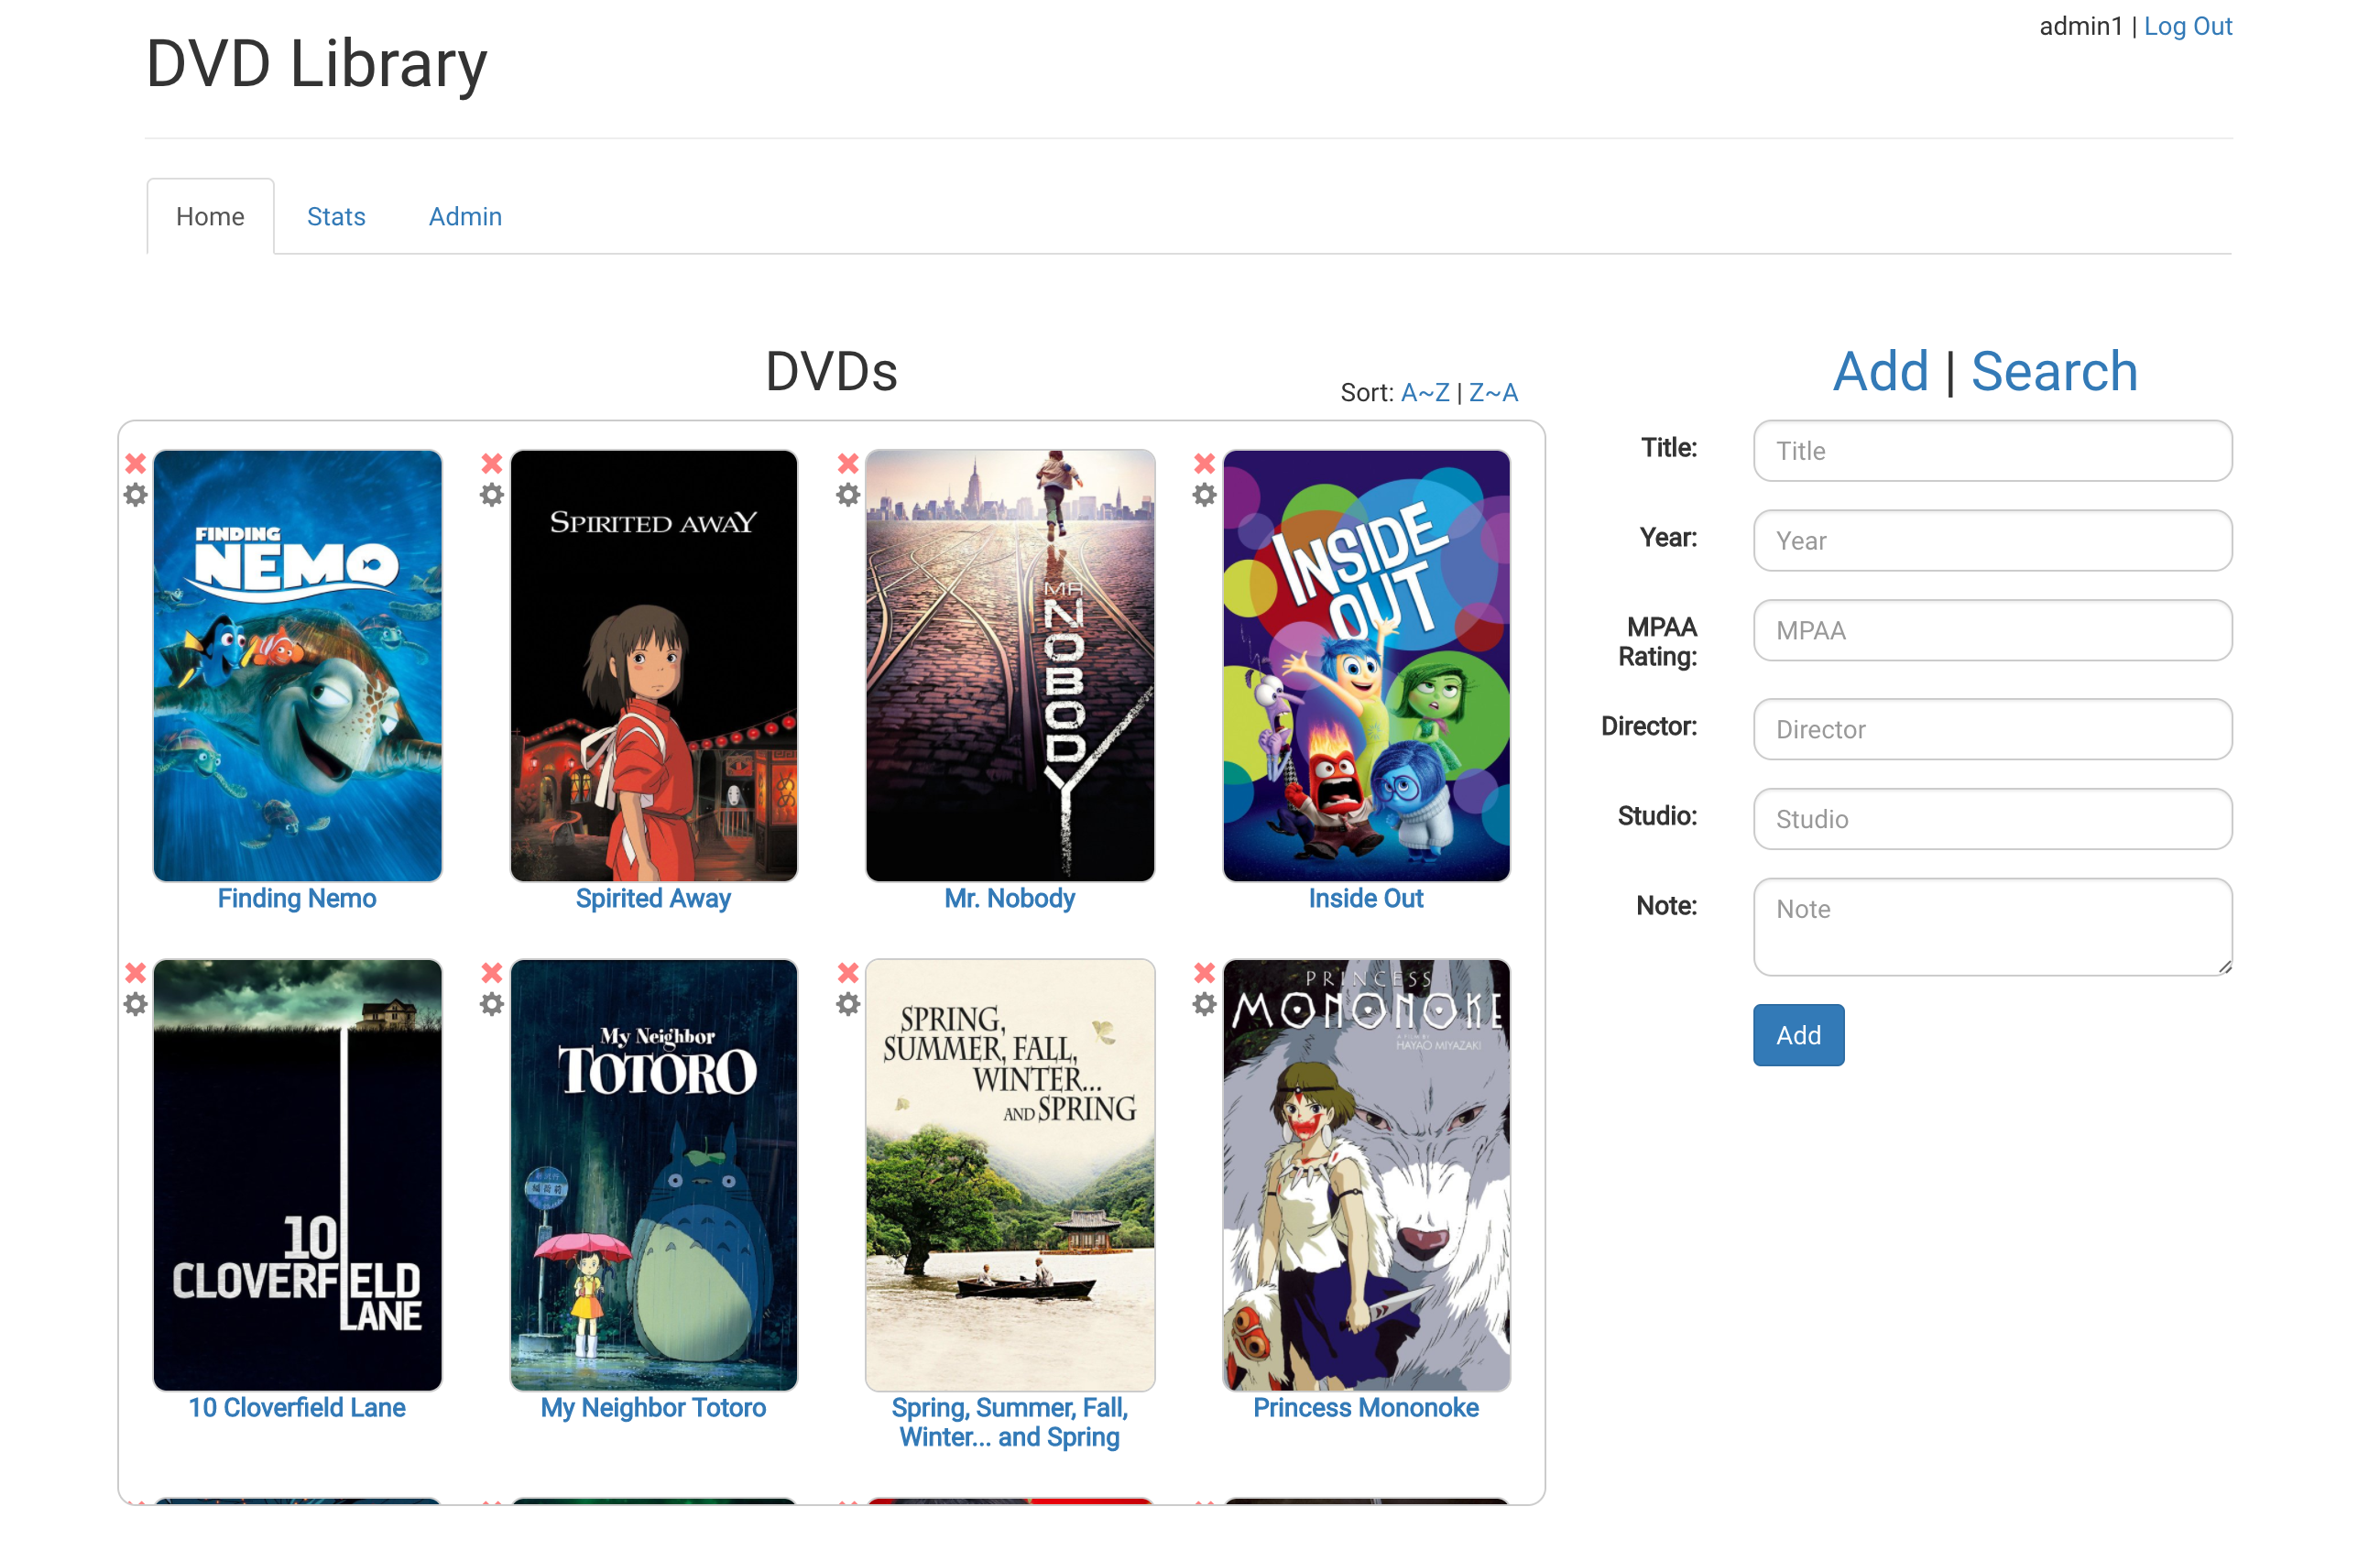 admin1 | Log Out
DVD Library
Home
Stats
Admin
DVDs
Sort: A~Z | Z~A
Add | Search
FINDING
NEMO
Finding Nemo
SPIRITED AWAY
Spirited Away
MR
NOBODY
Mr. Nobody
INSIDE
OUT
Inside Out
10
CLOVERFIELD
LANE
10 Cloverfield Lane
My Neighbor
TOTORO
My Neighbor Totoro
SPRING,
SUMMER, FALL,
WINTER...
AND SPRING
Spring, Summer, Fall,
Winter... and Spring
PRINCESS
MONONOKE
HAYAO MIYAZAKI
Princess Mononoke
Title:
Title
Year:
Year
MPAA
Rating:
MPAA
Director:
Director
Studio:
Studio
Note:
Note
Add